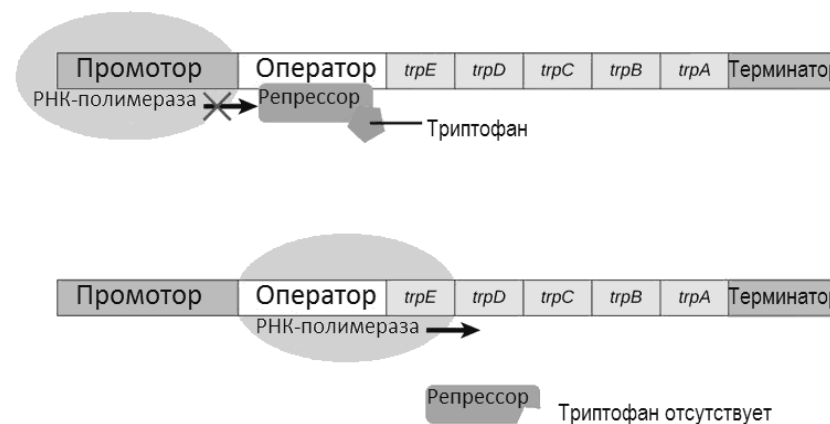 Промотор Оператор trpE trpD trpC trpB trpA Терминатор
РНК-полимераза Репрессор
Триптофан
Промотор Оператор trpE trpD trpC trpB trpA Терминатор
РНК-полимераза
Репрессор
Триптофан отсутствует